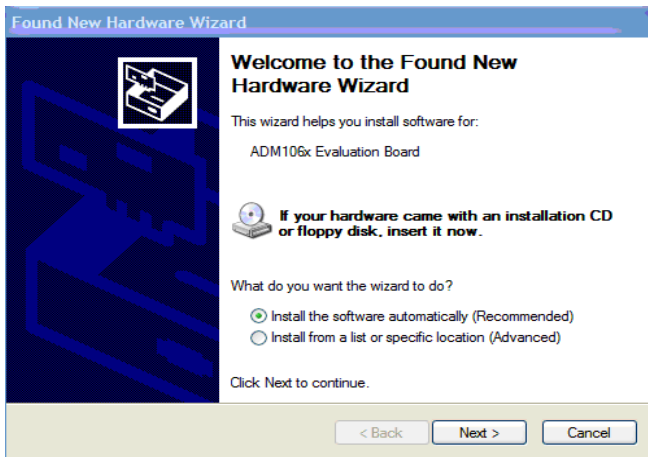 Found New Hardware Wizard
Welcome to the Found New
Hardware Wizard
This wizard helps you install software for:
ADM106x Evaluation Board
If your hardware came with an installation CD
or floppy disk, insert it now.
What do you want the wizard to do?
Install the software automatically (Recommended)
Install from a list or specific location (Advanced)
Click Next to continue.
< Back Next > Cancel